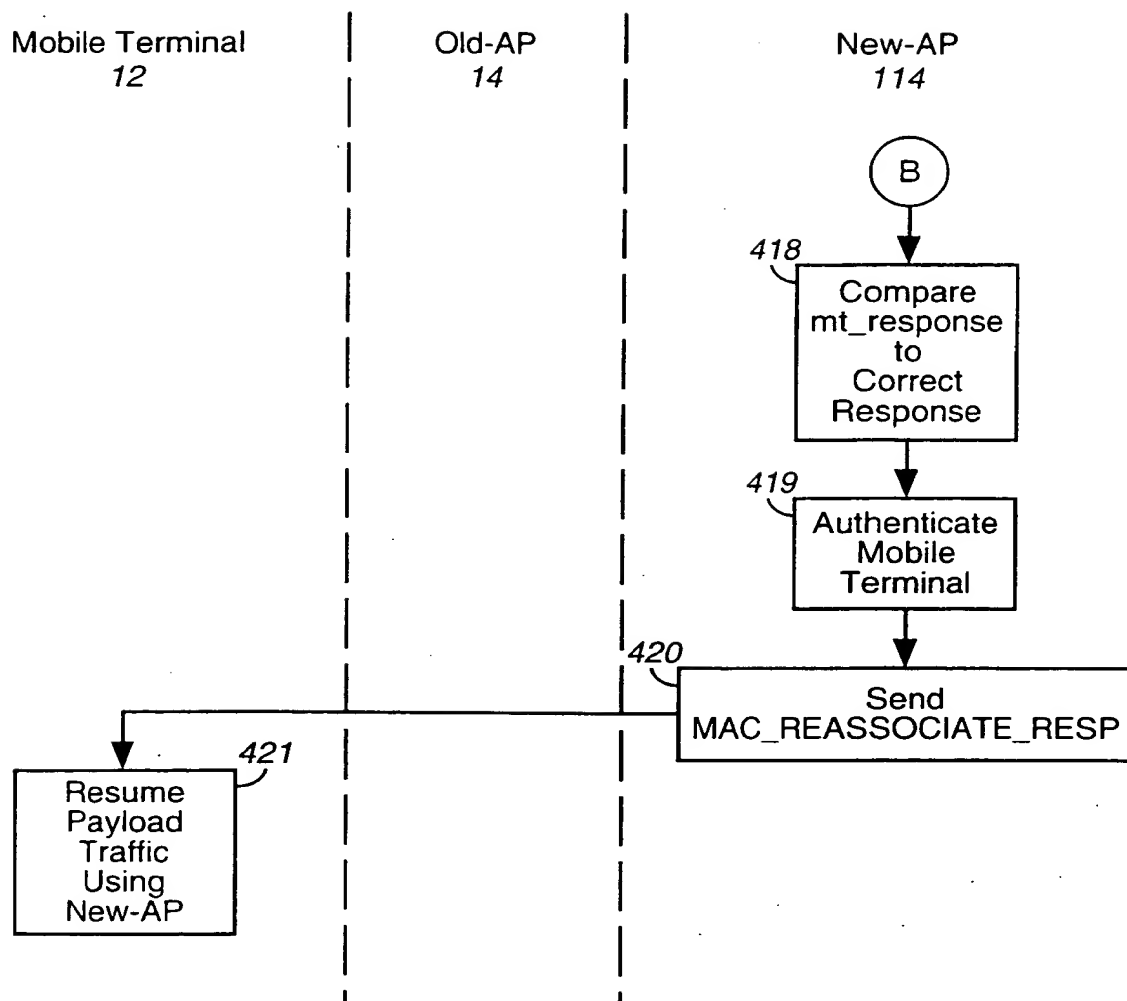 Mobile Terminal
12
Old-AP
14
New-AP
114
B
418
Compare
mt_response
to
Correct
Response
419
Authenticate
Mobile
Terminal
420
Send
MAC_REASSOCIATE_RESP
421
Resume
Payload
Traffic
Using
New-AP